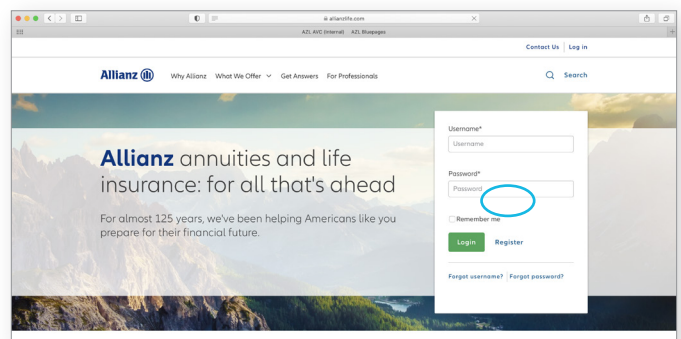 allianzlife.com
AZL AVC (Internal) AZL Bluepages
Contact Us Log in
Allianz Why Allianz What We Offer Get Answers For Professionals Search
Allianz annuities and life
insurance: for all that's ahead
For almost 125 years, we've been helping Americans like you
prepare for their financial future.
Username*
Username
Password*
Password
Remember me
Login Register
Forgot username? Forgot password?